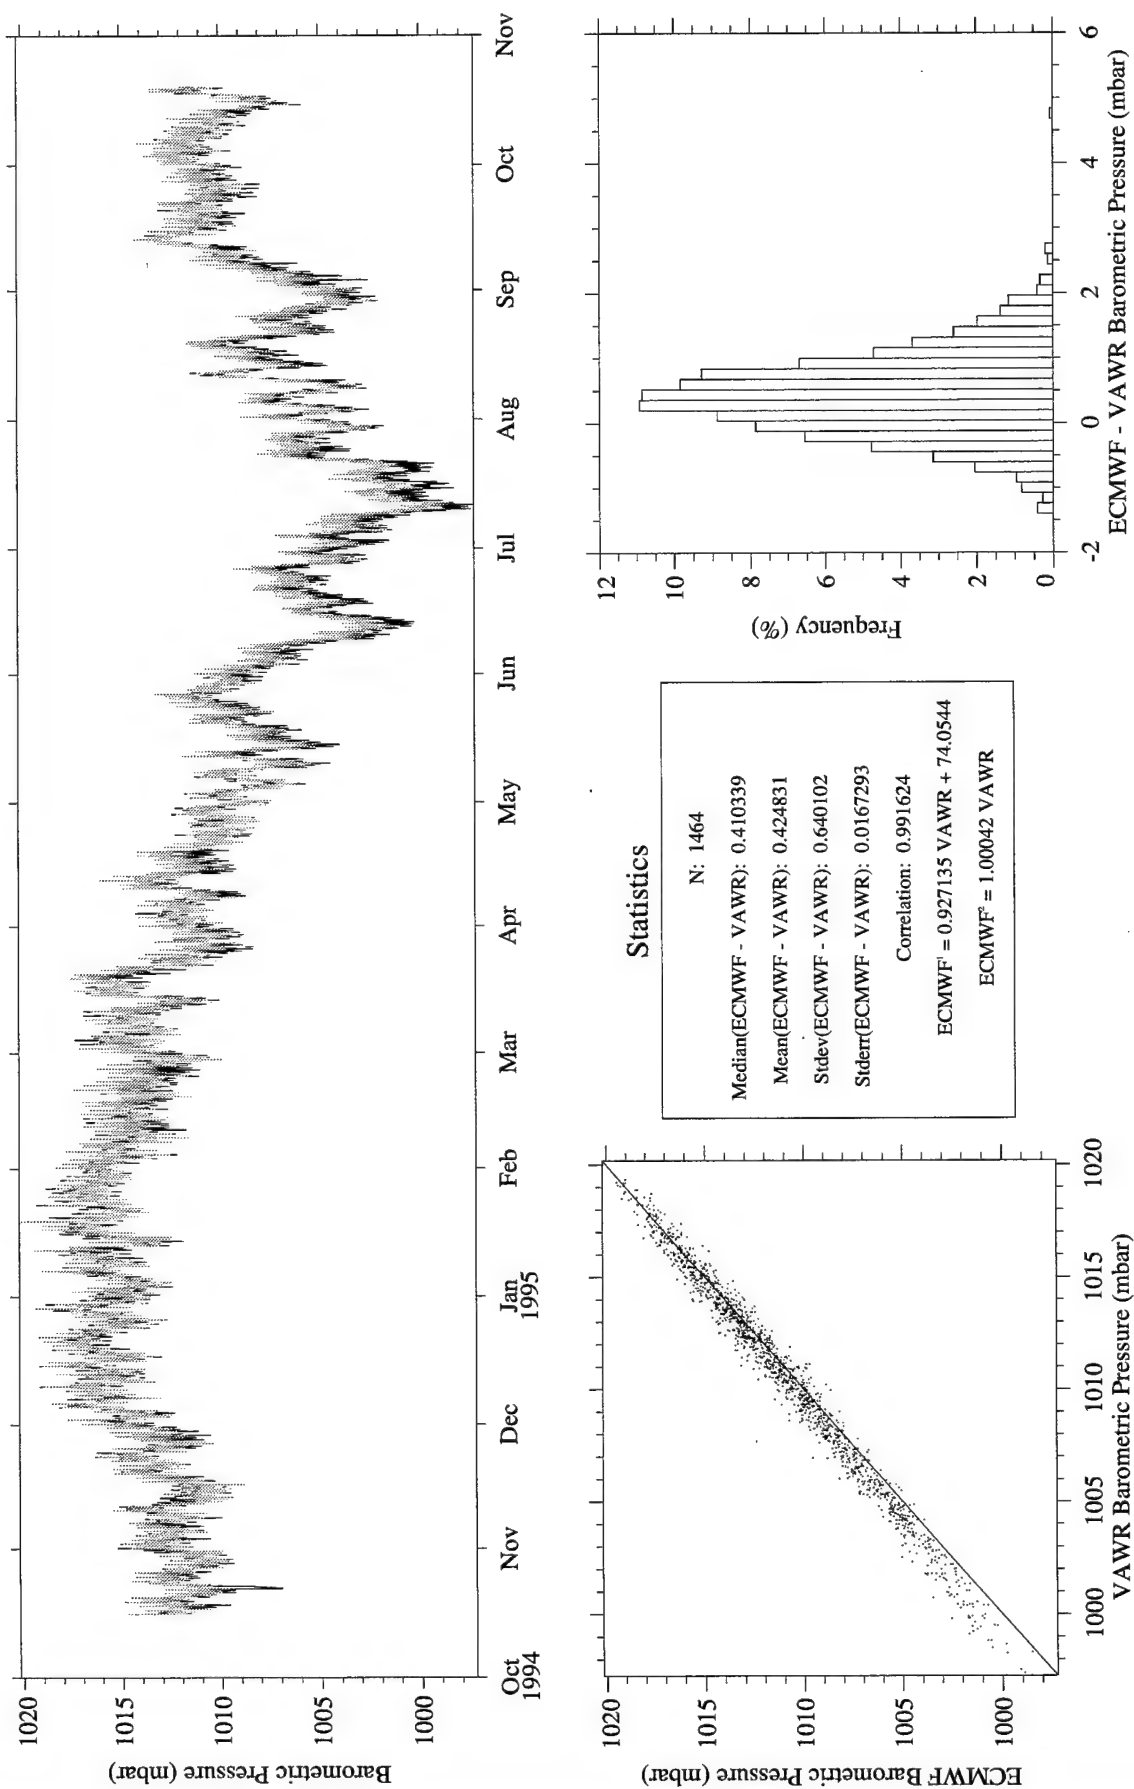 Barometric Pressure (mbar)
1020
1015
1010
1005
1000
Oct
1994
Nov
Dec
Jan
1995
Feb
Mar
Apr
May
Jun
Jul
Aug
Sep
Oct
Nov
ECMWF Barometric Pressure (mbar)
1020
1015
1010
1005
1000
1000
1005
1010
1015
1020
VAWR Barometric Pressure (mbar)
Statistics
N: 1464
Median(ECMWF - VAWR): 0.410339
Mean(ECMWF - VAWR): 0.424831
Stdev(ECMWF - VAWR): 0.640102
Stderr(ECMWF - VAWR): 0.0167293
Correlation: 0.991624
ECMWF¹ = 0.927135 VAWR + 74.0544
ECMWF² = 1.00042 VAWR
Frequency (%)
12
10
8
6
4
2
0
-2
0
2
4
6
ECMWF - VAWR Barometric Pressure (mbar)